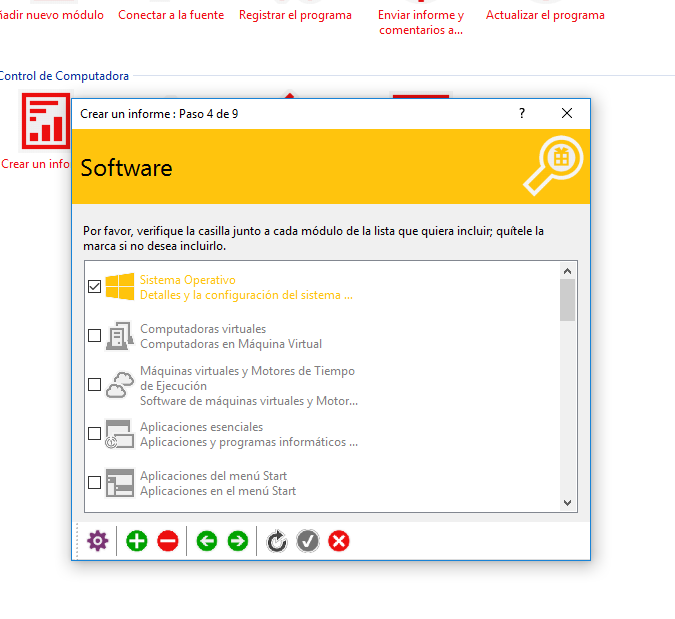 ñadir nuevo módulo Conectar a la fuente Registrar el programa Enviar informe y Actualizar el programa
comentarios a...
Control de Computadora
Crear un info
Crear un informe : Paso 4 de 9 ?
Software
Por favor, verifique la casilla junto a cada módulo de la lista que quiera incluir; quítele la
marca si no desea incluirlo.
Sistema Operativo
Detalles y la configuración del sistema ...
Computadoras virtuales
Computadoras en Máquina Virtual
Máquinas virtuales y Motores de Tiempo
de Ejecución
Software de máquinas virtuales y Motor...
Aplicaciones esenciales
Aplicaciones y programas informáticos ...
Aplicaciones del menú Start
Aplicaciones en el menú Start